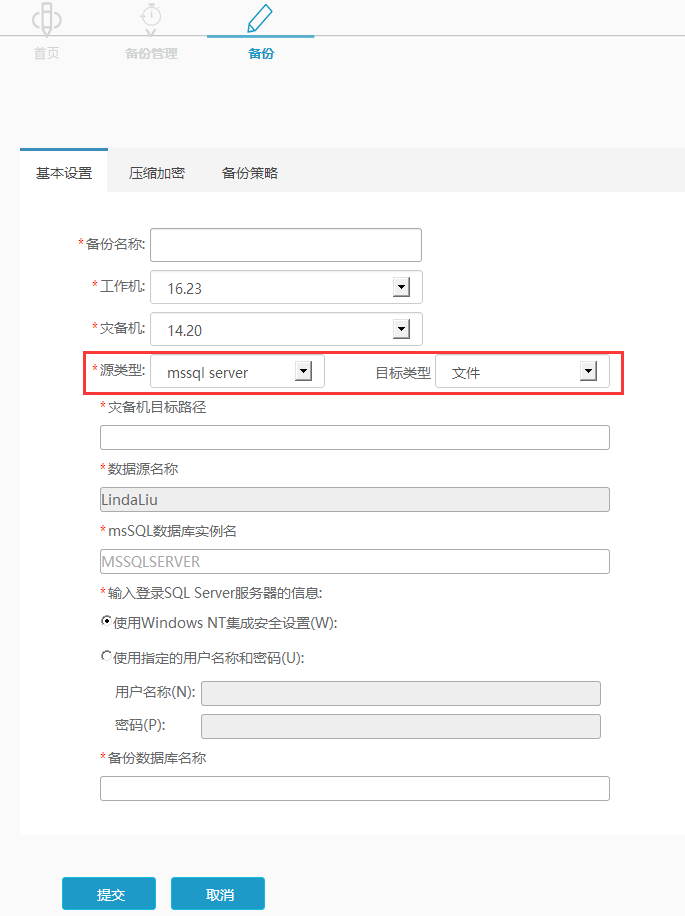 首页 备份管理 备份
基本设置 压缩加密 备份策略
*备份名称:
*工作机: 16.23
*灾备机: 14.20
*源类型: mssql server 目标类型 文件
*灾备机目标路径
*数据源名称
LindaLiu
*msSQL数据库实例名
MSSQLSERVER
*输入登录SQL Server服务器的信息:
使用Windows NT集成安全设置(W):
使用指定的用户名称和密码(U):
用户名称(N):
密码(P):
*备份数据库名称
提交 取消